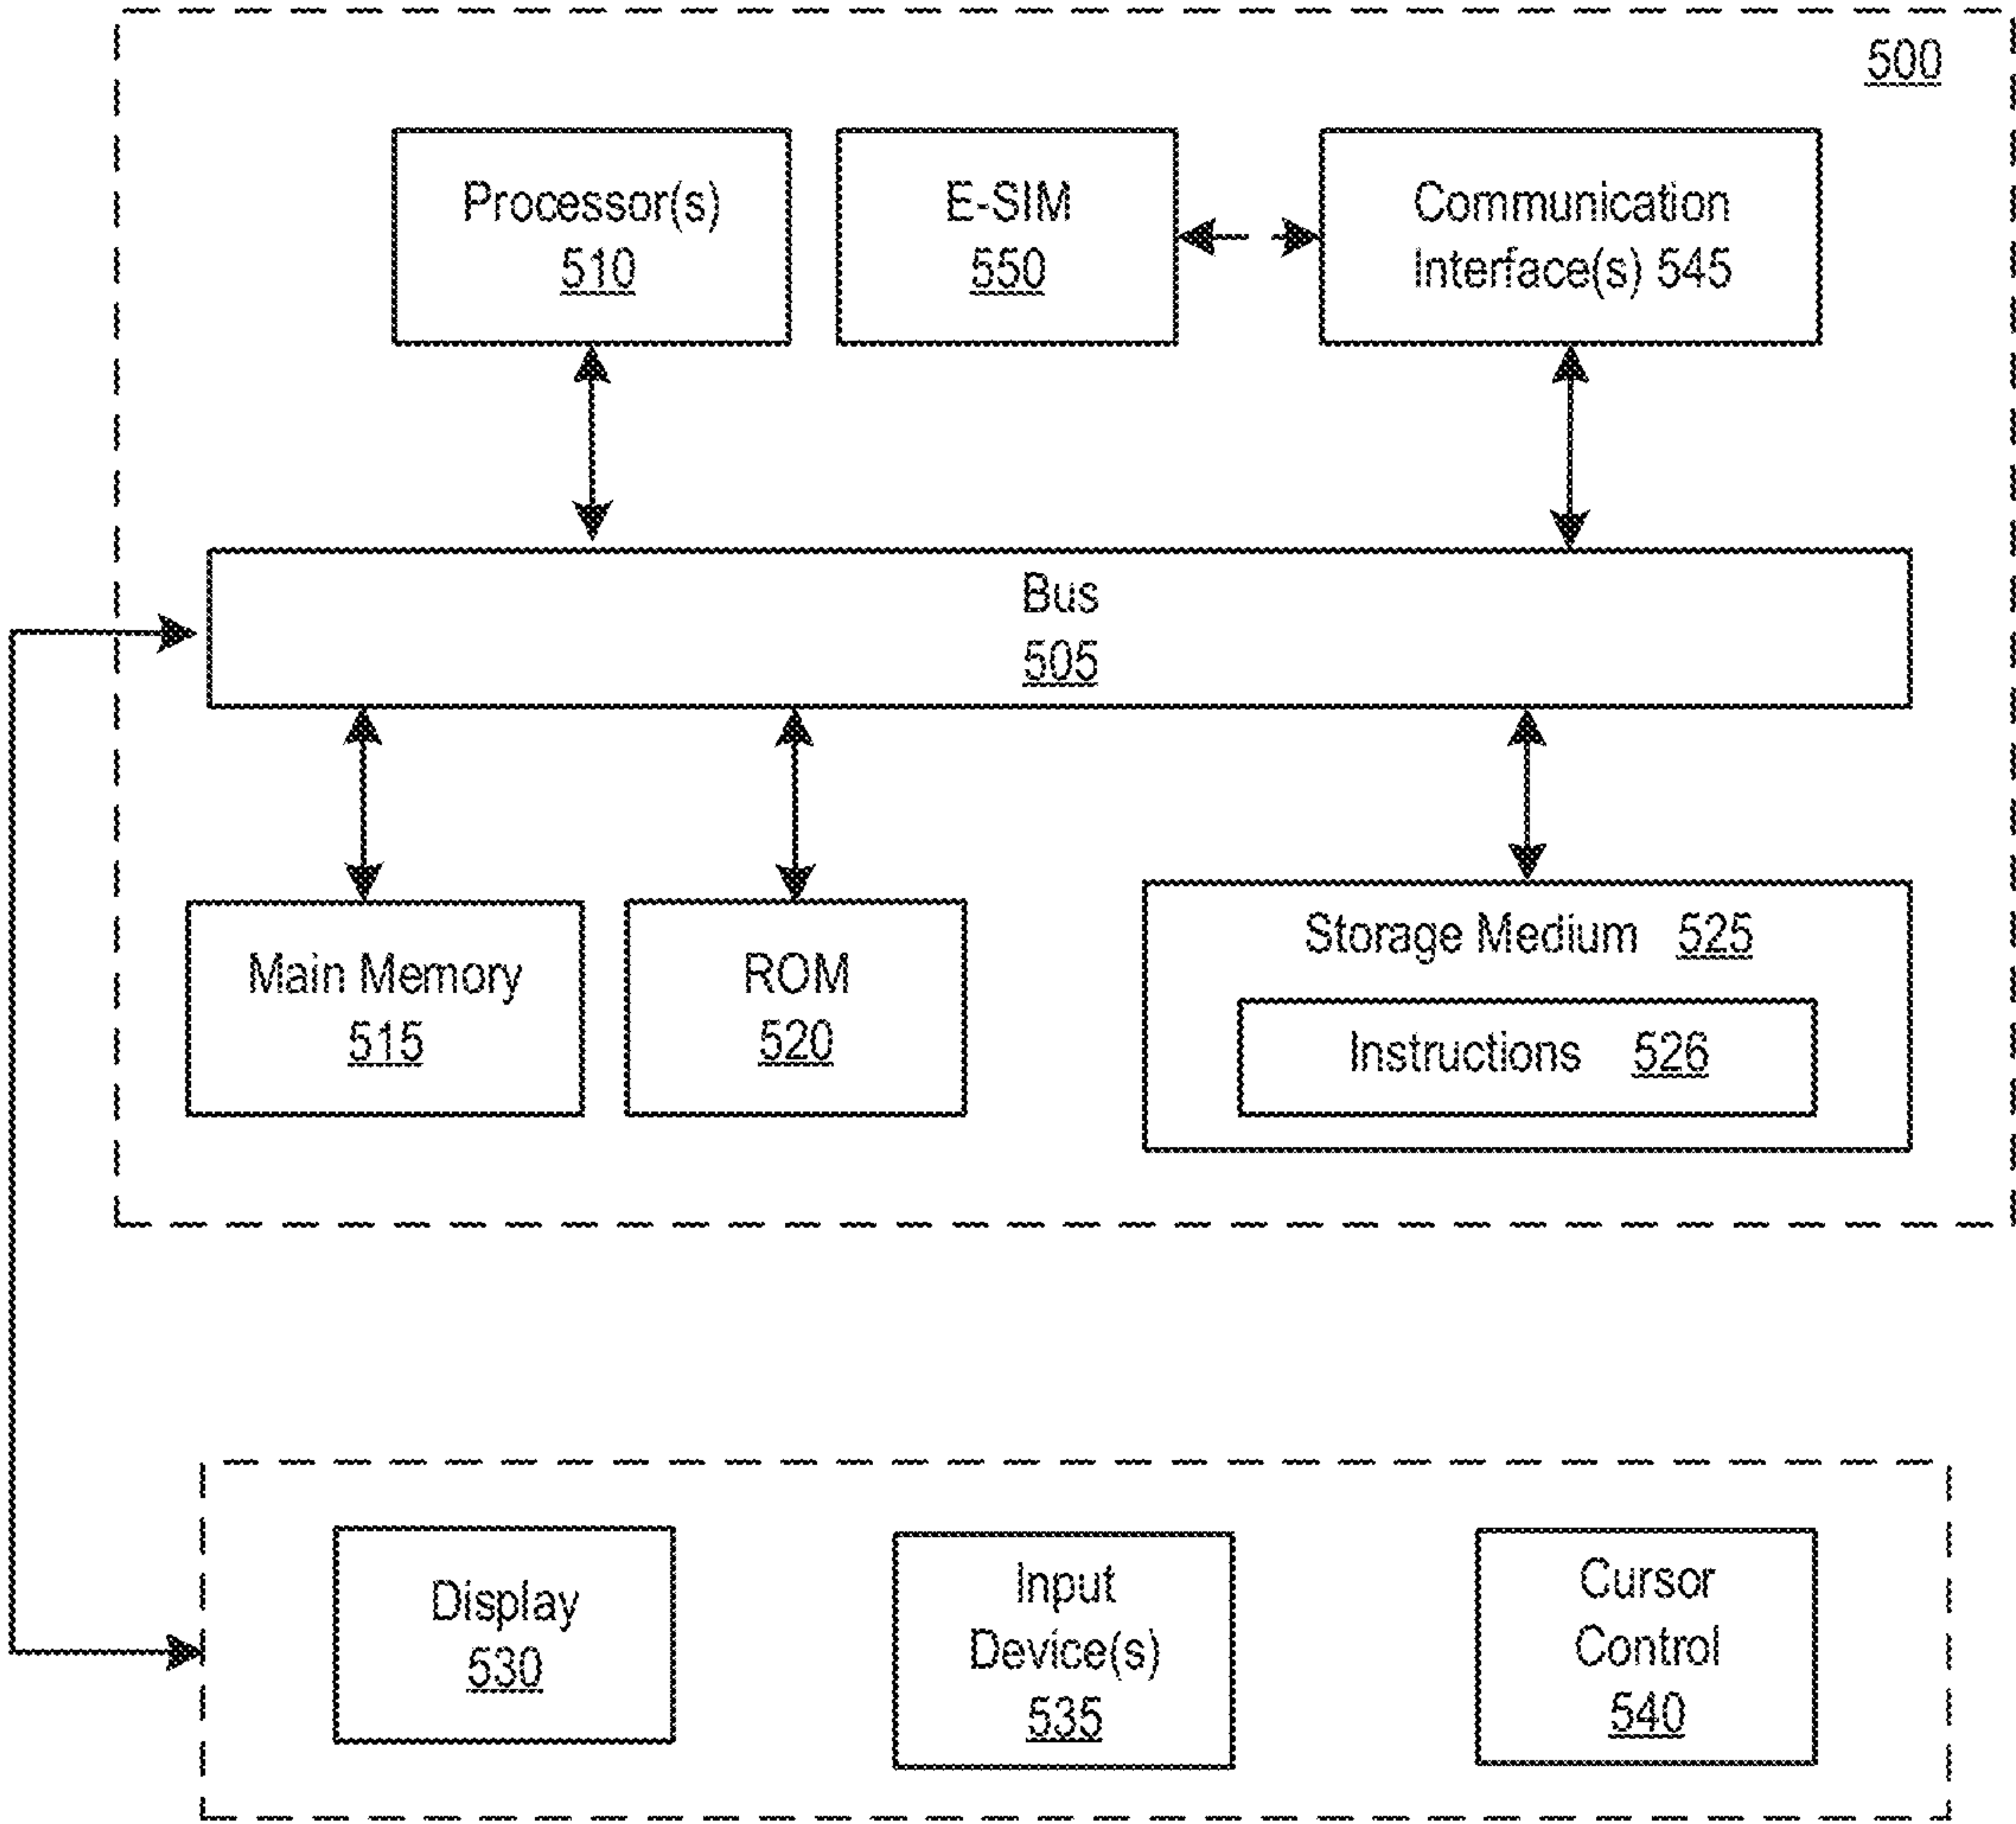 500
Processor(s)
510
E-SIM
550
Communication
Interface(s) 545
Bus
505
Main Memory
515
ROM
520
Storage Medium 525
Instructions 526
Display
530
Input
Device(s)
535
Cursor
Control
540